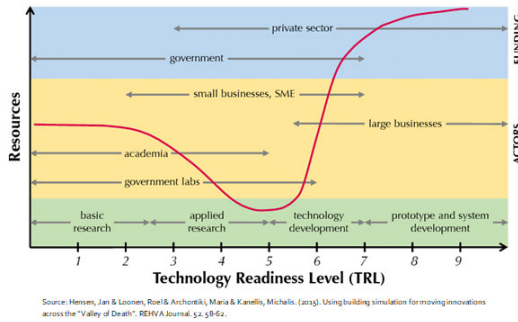 private sector
FUNDING
government
small businesses, SME
large businesses
ACTORS
academia
government labs
Resources
basic
research
applied
research
technology
development
prototype and system
development
1 2 3 4 5 6 7 8 9
Technology Readiness Level (TRL)
Source: Hensen, Jan & Loonen, Roel & Archontiki, Maria & Kanellis, Michalis. (2015). Using building simulation for moving innovations
across the "Valley of Death". REHVA Journal. 52. 58-62.